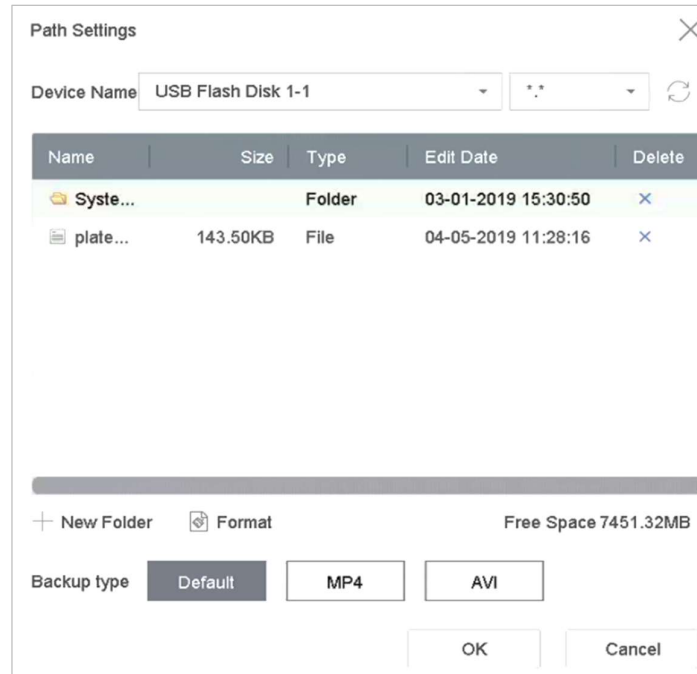 Path Settings
Device Name USB Flash Disk 1-1 *.*
Name Size Type Edit Date Delete
Syste... Folder 03-01-2019 15:30:50
plate... 143.50KB File 04-05-2019 11:28:16
New Folder Format Free Space 7451.32MB
Backup type Default MP4 AVI
OK Cancel